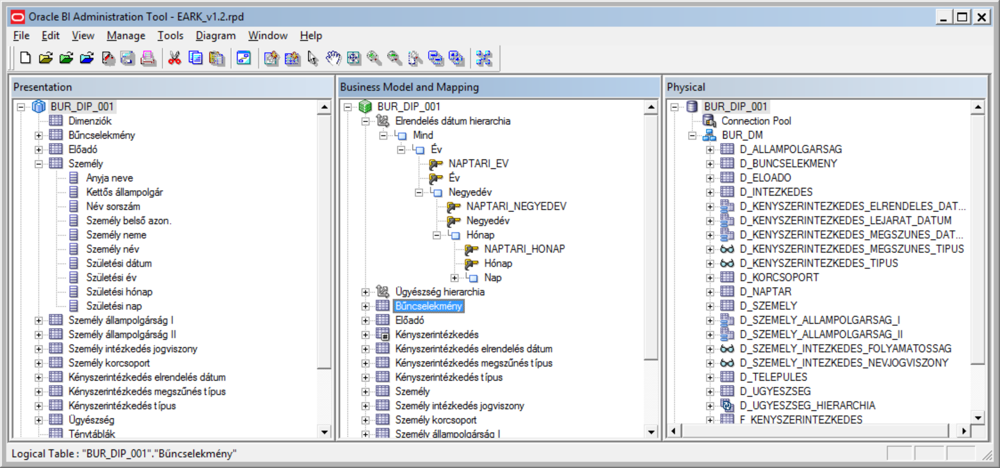 Oracle BI Administration Tool - EARK_v1.2.rpd
File Edit View Manage Tools Diagram Window Help
Presentation
BUR_DIP_001
Dimenziók
Bűncselekmény
Előadó
Személy
Anyja neve
Kettős állampolgár
Név sorszám
Személy belső azon.
Személy neme
Személy név
Születési dátum
Születési év
Születési hónap
Születési nap
Személy állampolgárság I
Személy állampolgárság II
Személy intézkedés jogviszony
Személy korcsoport
Kényszerintézkedés elrendelés dátum
Kényszerintézkedés megszűnés típus
Kényszerintézkedés típus
Ügyészség
Ténytáblák
Business Model and Mapping
BUR_DIP_001
Elrendelés dátum hierarchia
Mind
Év
NAPTARI_EV
Év
Negyedév
NAPTARI_NEGYEDEV
Negyedév
Hónap
NAPTARI_HONAP
Hónap
Nap
Ügyészség hierarchia
Bűncselekmény
Előadó
Kényszerintézkedés
Kényszerintézkedés elrendelés dátum
Kényszerintézkedés megszűnés típus
Kényszerintézkedés típus
Személy
Személy intézkedés jogviszony
Személy korcsoport
Személy állampolgárság I
Physical
BUR_DIP_001
Connection Pool
BUR_DM
D_ALLAMPOLGARSAG
D_BUNCSELEKMENY
D_ELOADO
D_INTEZKEDES
D_KENYSZERINTEZKEDES_ELRENDELES_DAT...
D_KENYSZERINTEZKEDES_LEJARAT_DATUM
D_KENYSZERINTEZKEDES_MEGSZUNES_DAT...
D_KENYSZERINTEZKEDES_MEGSZUNES_TIPUS
D_KENYSZERINTEZKEDES_TIPUS
D_KORCSOPORT
D_NAPTAR
D_SZEMELY
D_SZEMELY_ALLAMPOLGARSAG_I
D_SZEMELY_ALLAMPOLGARSAG_II
D_SZEMELY_INTEZKEDES_FOLYAMATOSSAG
D_SZEMELY_INTEZKEDES_NEVJOGVISZONY
D_TELEPULES
D_UGYESZSEG
D_UGYESZSEG_HIERARCHIA
F_KENYSZERINTEZKEDES
Logical Table : "BUR_DIP_001"."Bűncselekmény"